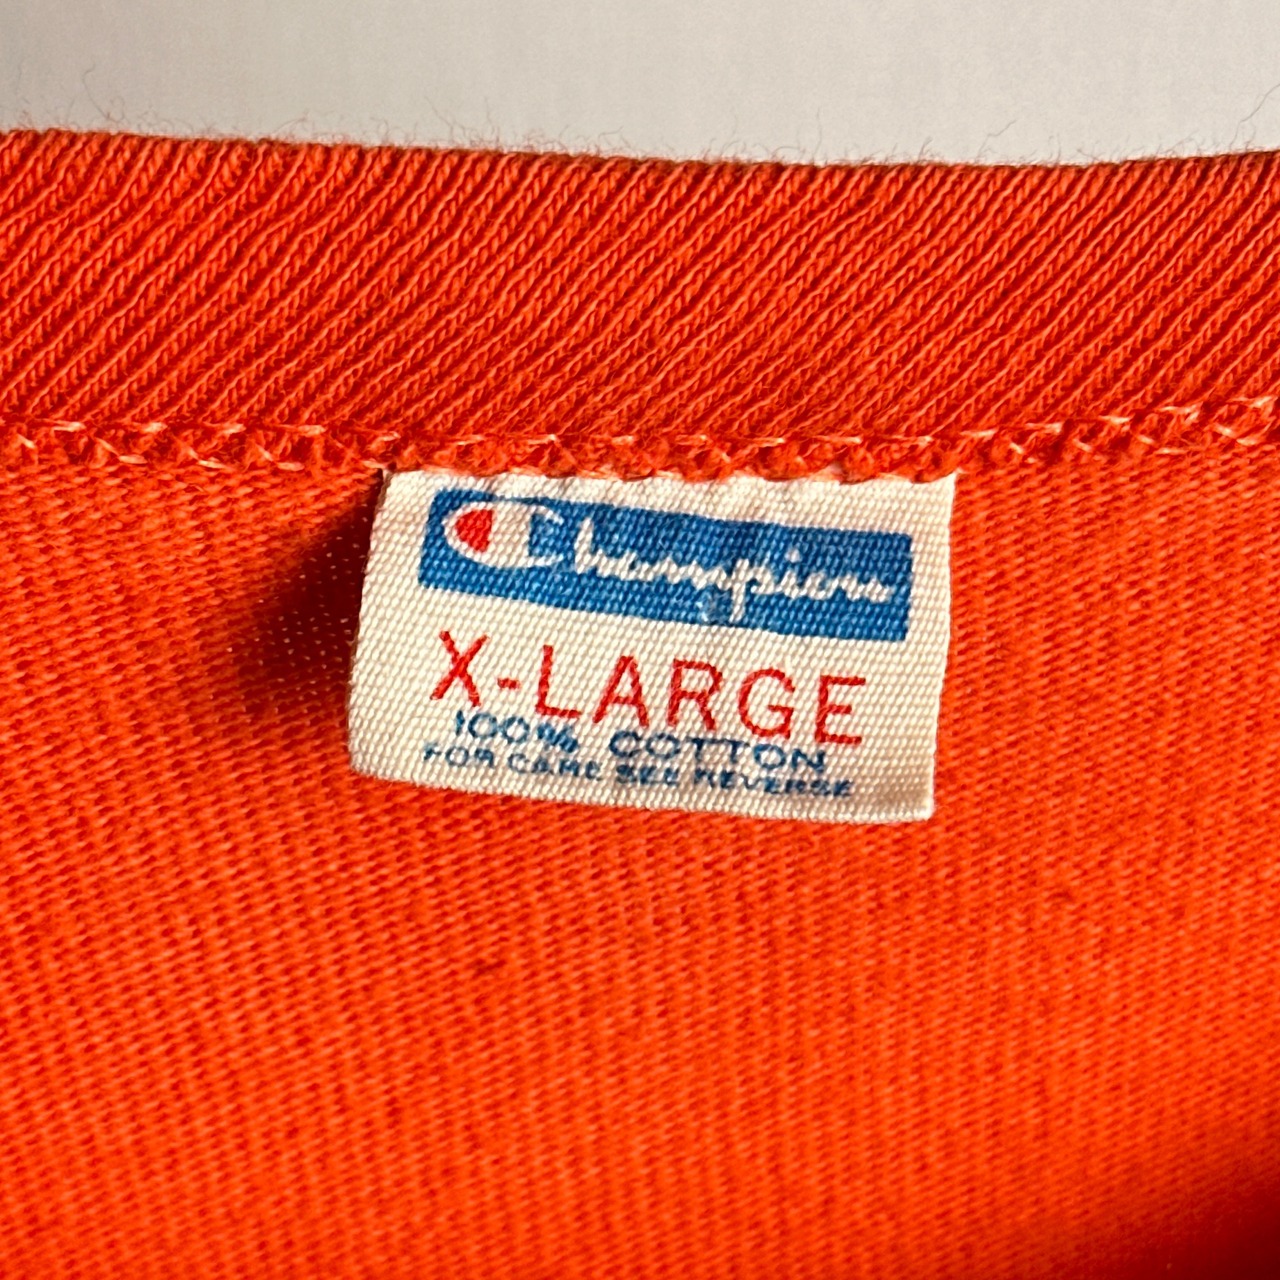 Champion
X-LARGE
100% COTTON
FOR CARE SEE REVERSE